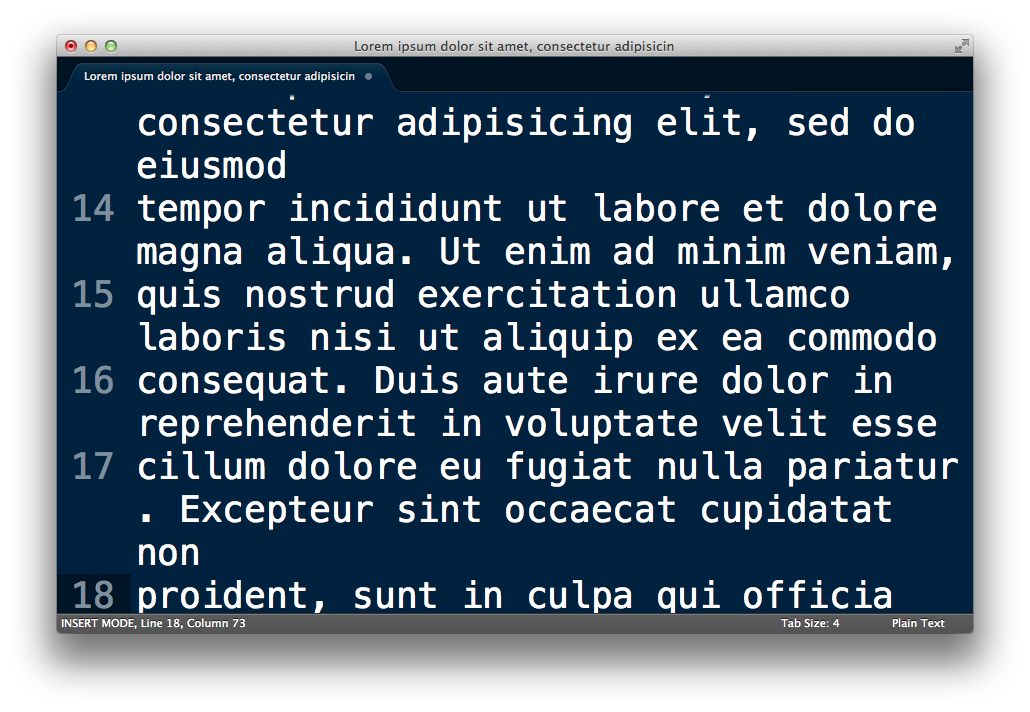 Lorem ipsum dolor sit amet, consectetur adipisicin
Lorem ipsum dolor sit amet, consectetur adipisicin
consectetur adipisicing elit, sed do
eiusmod
14 tempor incididunt ut labore et dolore
magna aliqua. Ut enim ad minim veniam,
15 quis nostrud exercitation ullamco
laboris nisi ut aliquip ex ea commodo
16 consequat. Duis aute irure dolor in
reprehenderit in voluptate velit esse
17 cillum dolore eu fugiat nulla pariatur
. Excepteur sint occaecat cupidatat
non
18 proident, sunt in culpa qui officia
INSERT MODE, Line 18, Column 73 Tab Size: 4 Plain Text